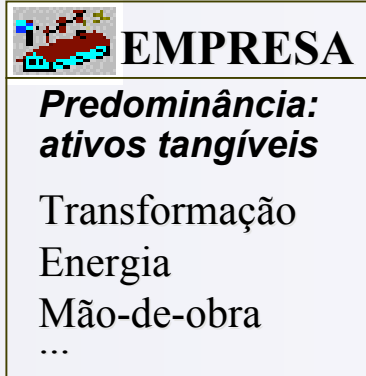 EMPRESA
Predominância:
ativos tangíveis
Transformação
Energia
Mão-de-obra
...